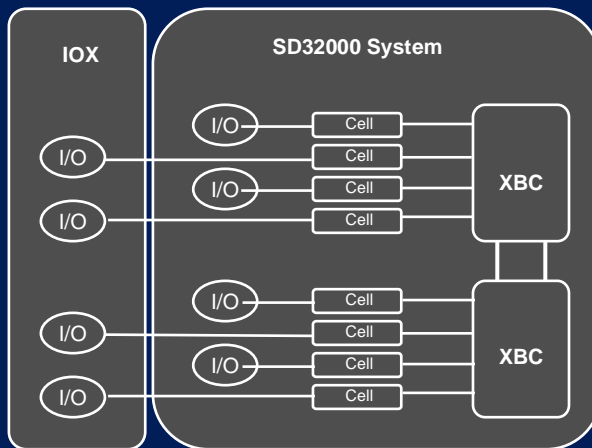 IOX
SD32000 System
I/O
Cell
I/O
Cell
I/O
Cell
XBC
I/O
Cell
I/O
Cell
I/O
Cell
I/O
Cell
XBC
I/O
Cell